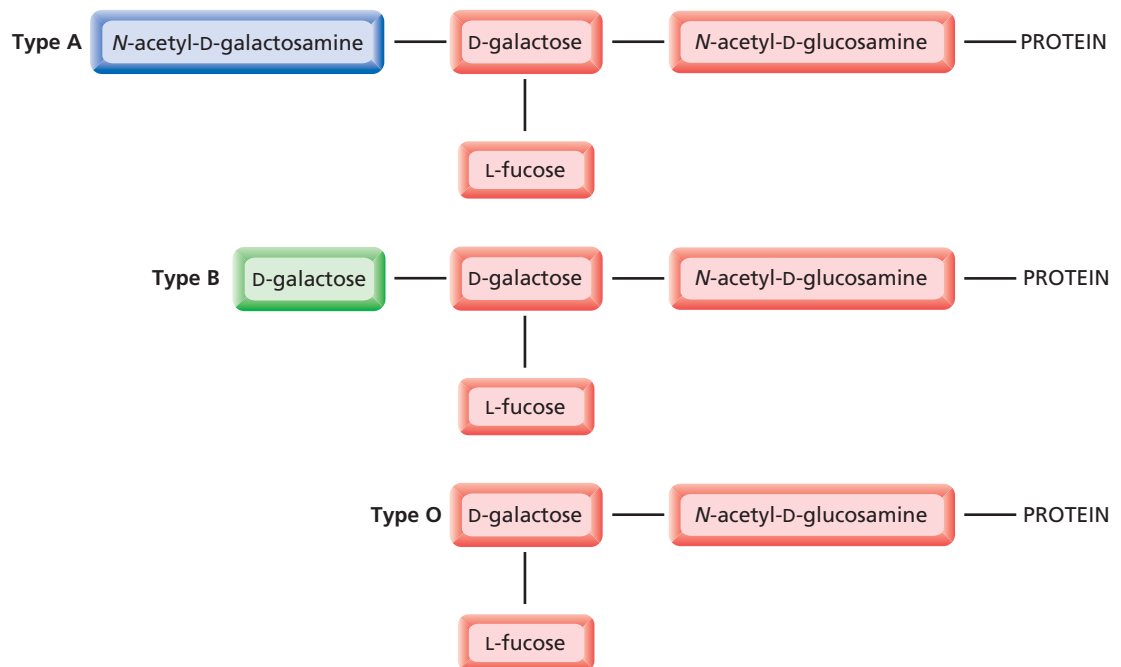 Type A N-acetyl-D-galactosamine D-galactose N-acetyl-D-glucosamine PROTEIN
L-fucose
Type B D-galactose D-galactose N-acetyl-D-glucosamine PROTEIN
L-fucose
Type O D-galactose N-acetyl-D-glucosamine PROTEIN
L-fucose